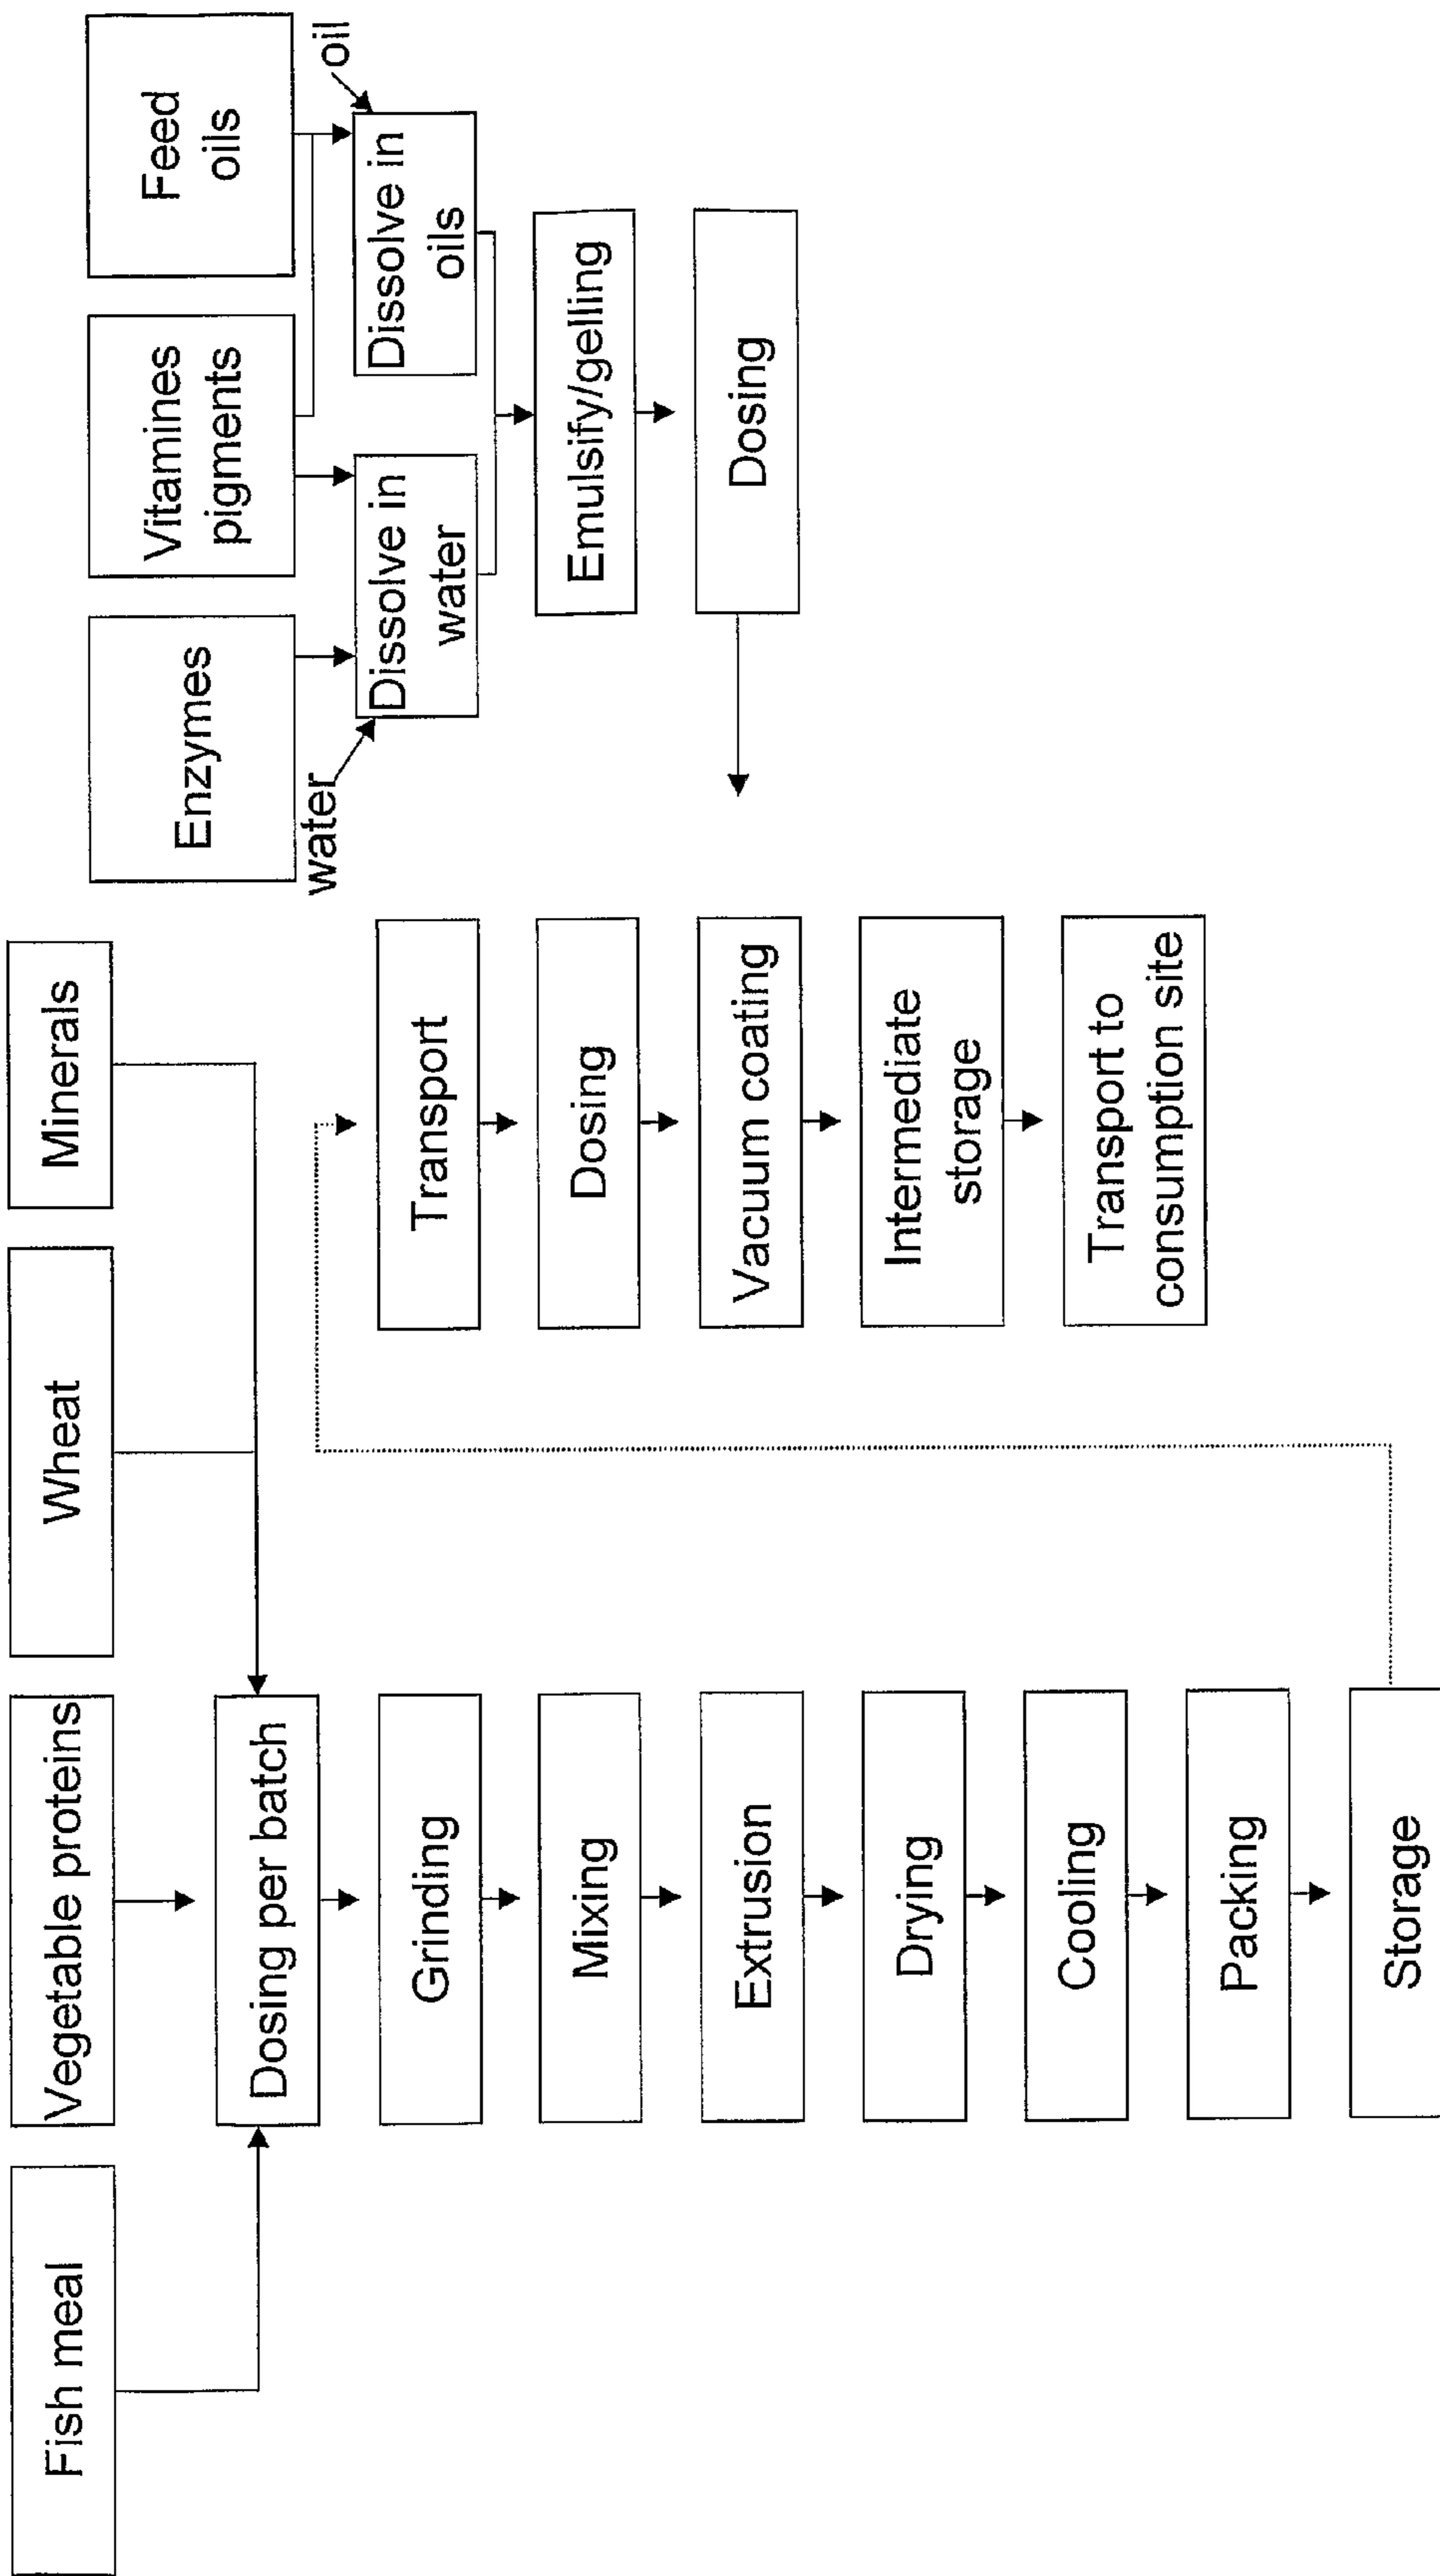 Fish meal
Vegetable proteins
Wheat
Minerals
Dosing per batch
Grinding
Mixing
Extrusion
Drying
Cooling
Packing
Storage
Transport
Dosing
Vacuum coating
Intermediate
storage
Transport to
consumption site
Enzymes
Vitamines
pigments
Feed
oils
water
oil
Dissolve in
water
Dissolve in
oils
Emulsify/gelling
Dosing